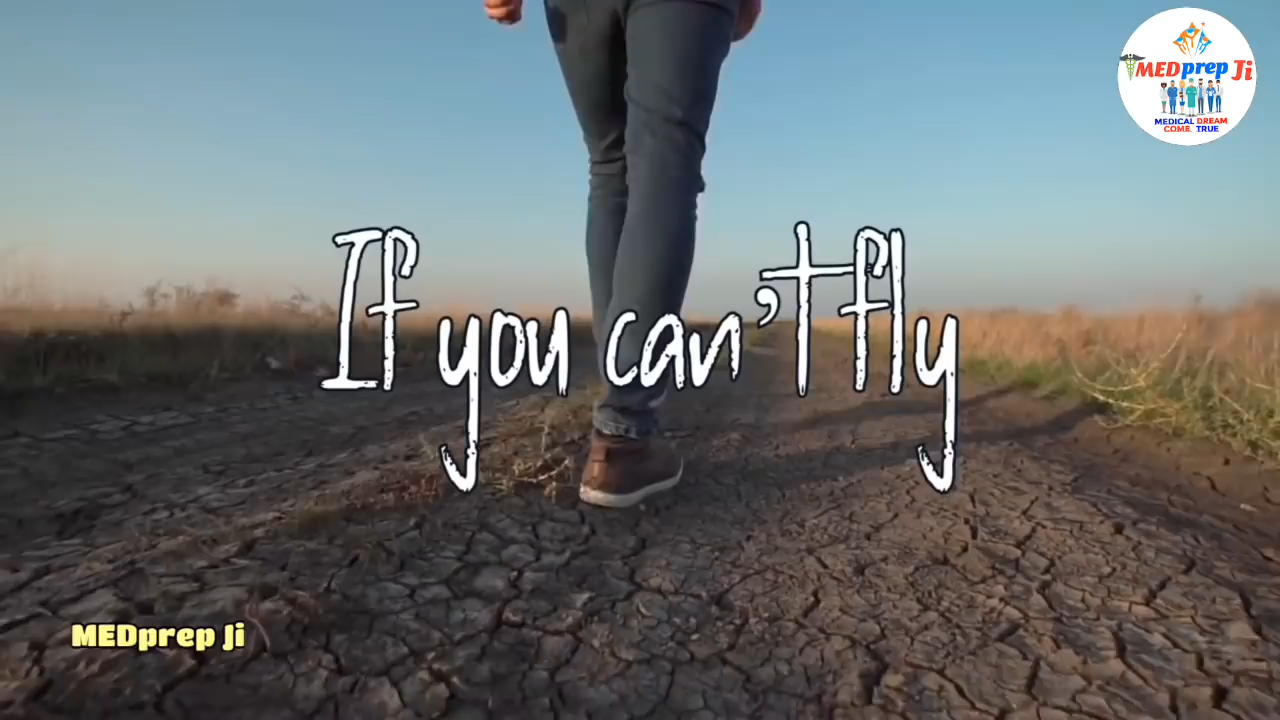 MEDprep Ji
MEDICAL DREAM
COME TRUE
If you can't fly
MEDprep Ji